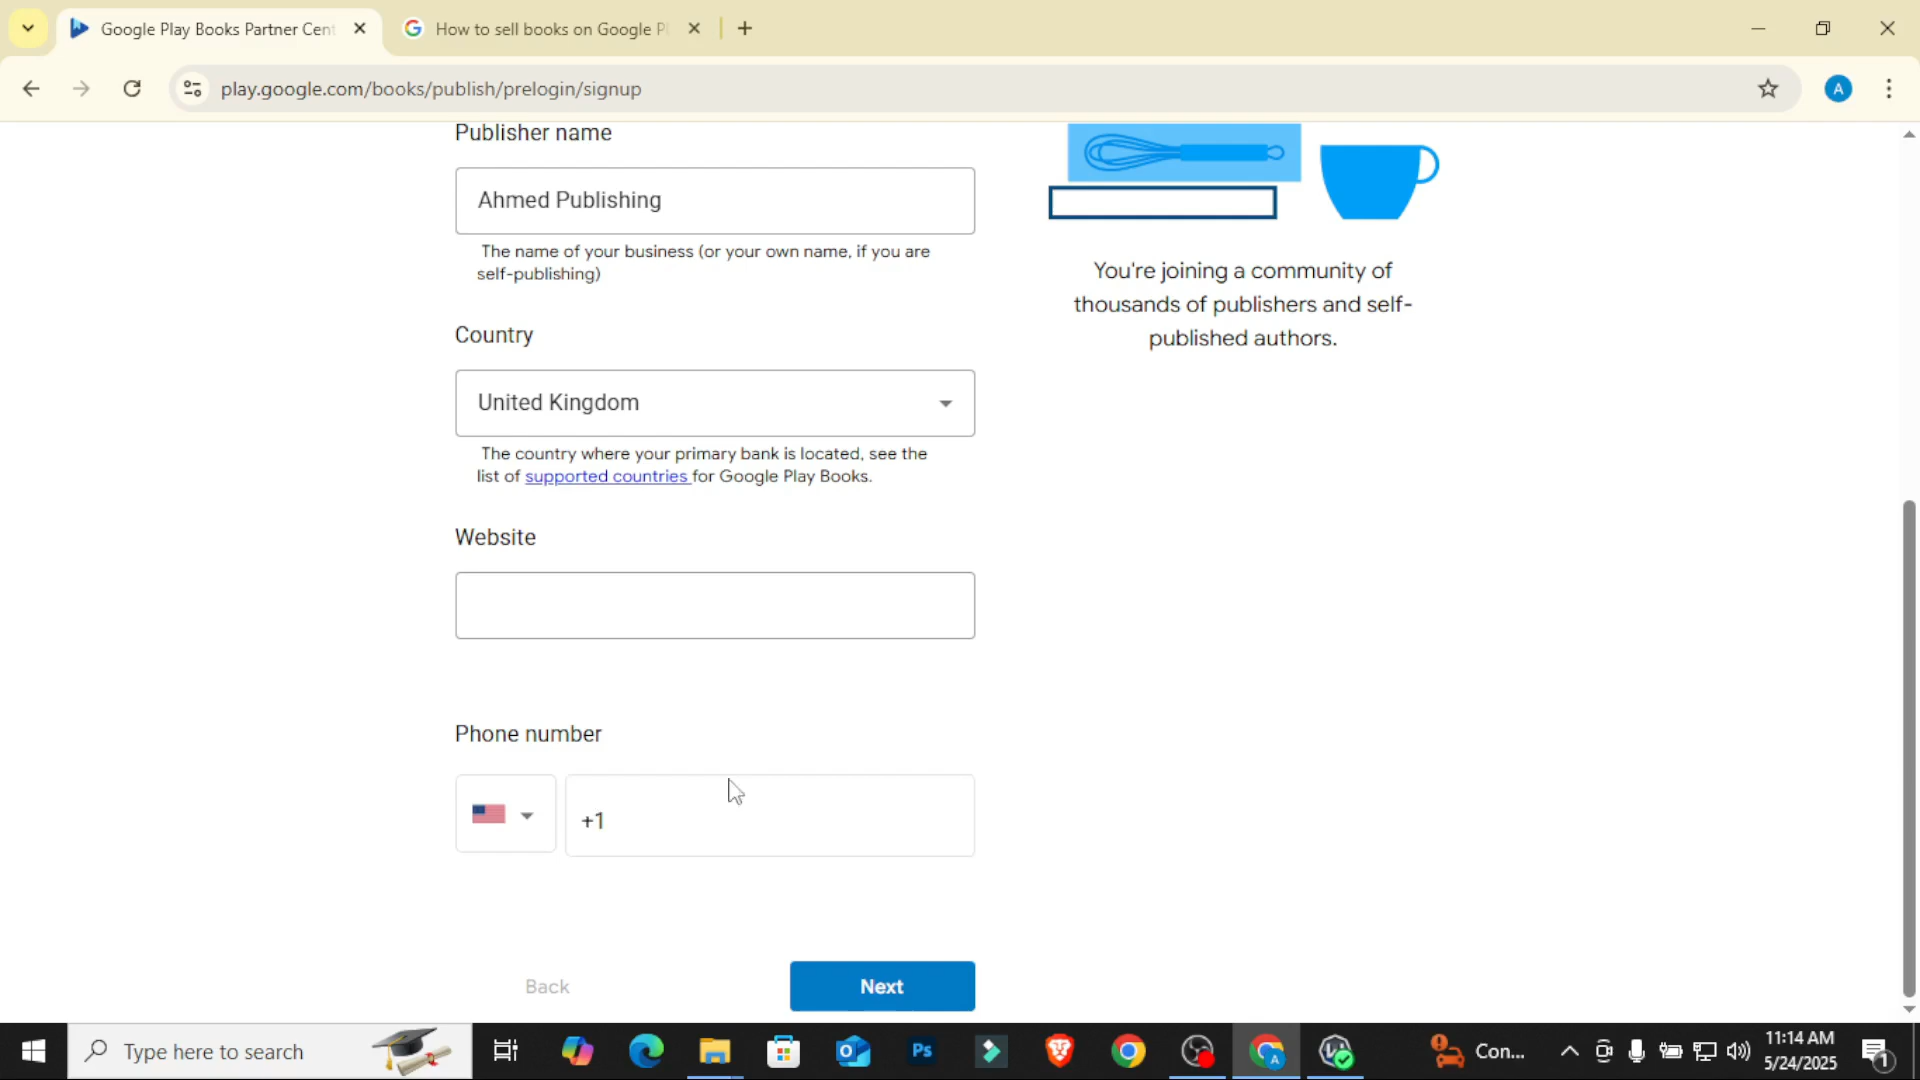 Google Play Books Partner Cent
How to sell books on Google Pl
play.google.com/books/publish/prelogin/signup
A
Publisher name
Ahmed Publishing
The name of your business (or your own name, if you are
self-publishing)
Country
United Kingdom
The country where your primary bank is located, see the
list of supported countries for Google Play Books.
Website
Phone number
+1
Back
Next
You're joining a community of
thousands of publishers and self-
published authors.
Type here to search
Ps
A
Con...
11:14 AM
5/24/2025
1